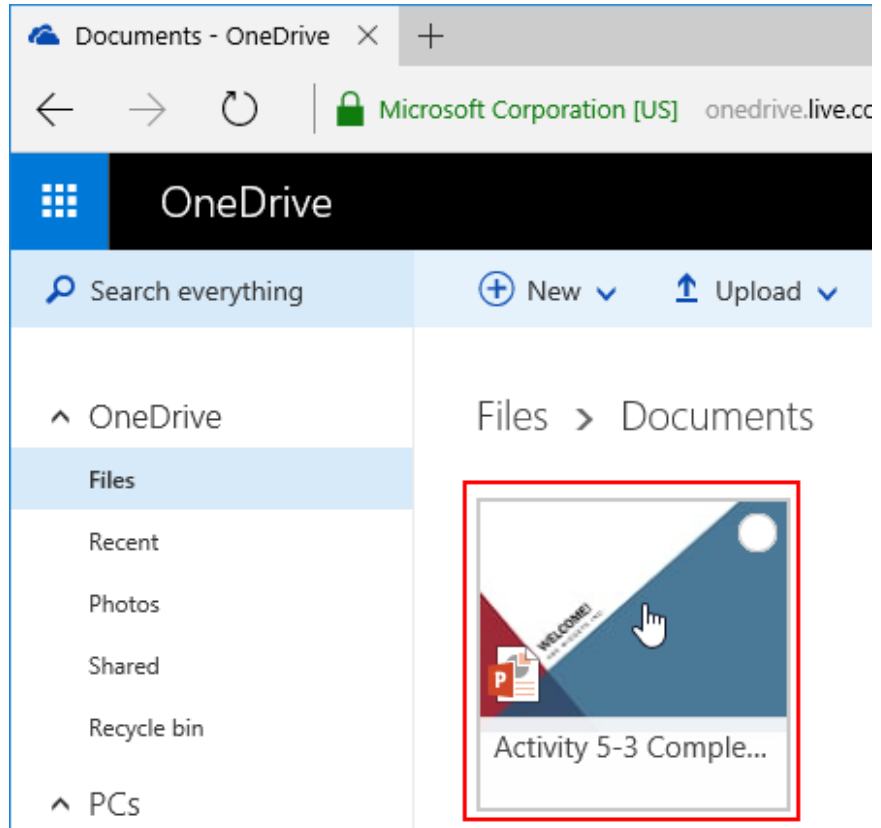 Documents - OneDrive
Microsoft Corporation [US] onedrive.live.co
OneDrive
Search everything
New
Upload
OneDrive
Files
Recent
Photos
Shared
Recycle bin
PCs
Files > Documents
WELCOME!
P
Activity 5-3 Comple...